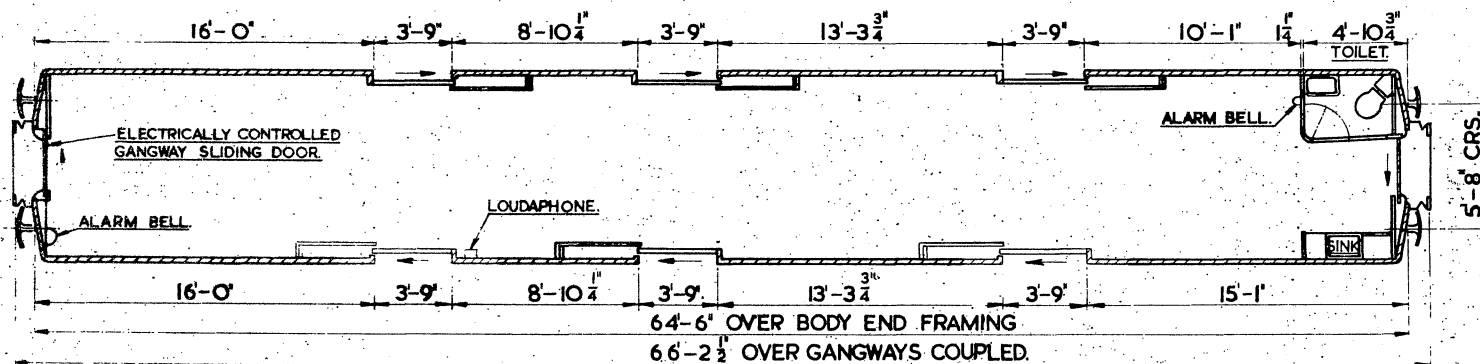 16'-0" 3'-9" 8'-10 1/4" 3'-9" 13'-3 3/4" 3'-9" 10'-1" 1 1/4" 4'-10 3/4"
TOILET.
ALARM BELL.
ELECTRICALLY CONTROLLED
GANGWAY SLIDING DOOR.
5'-8" CRS.
LOUDAPHONE.
ALARM BELL.
SINK
16'-0" 3'-9" 8'-10 1/4" 3'-9" 13'-3 3/4" 3'-9" 15'-1"
64'-6" OVER BODY END FRAMING
66'-2 1/2" OVER GANGWAYS COUPLED.